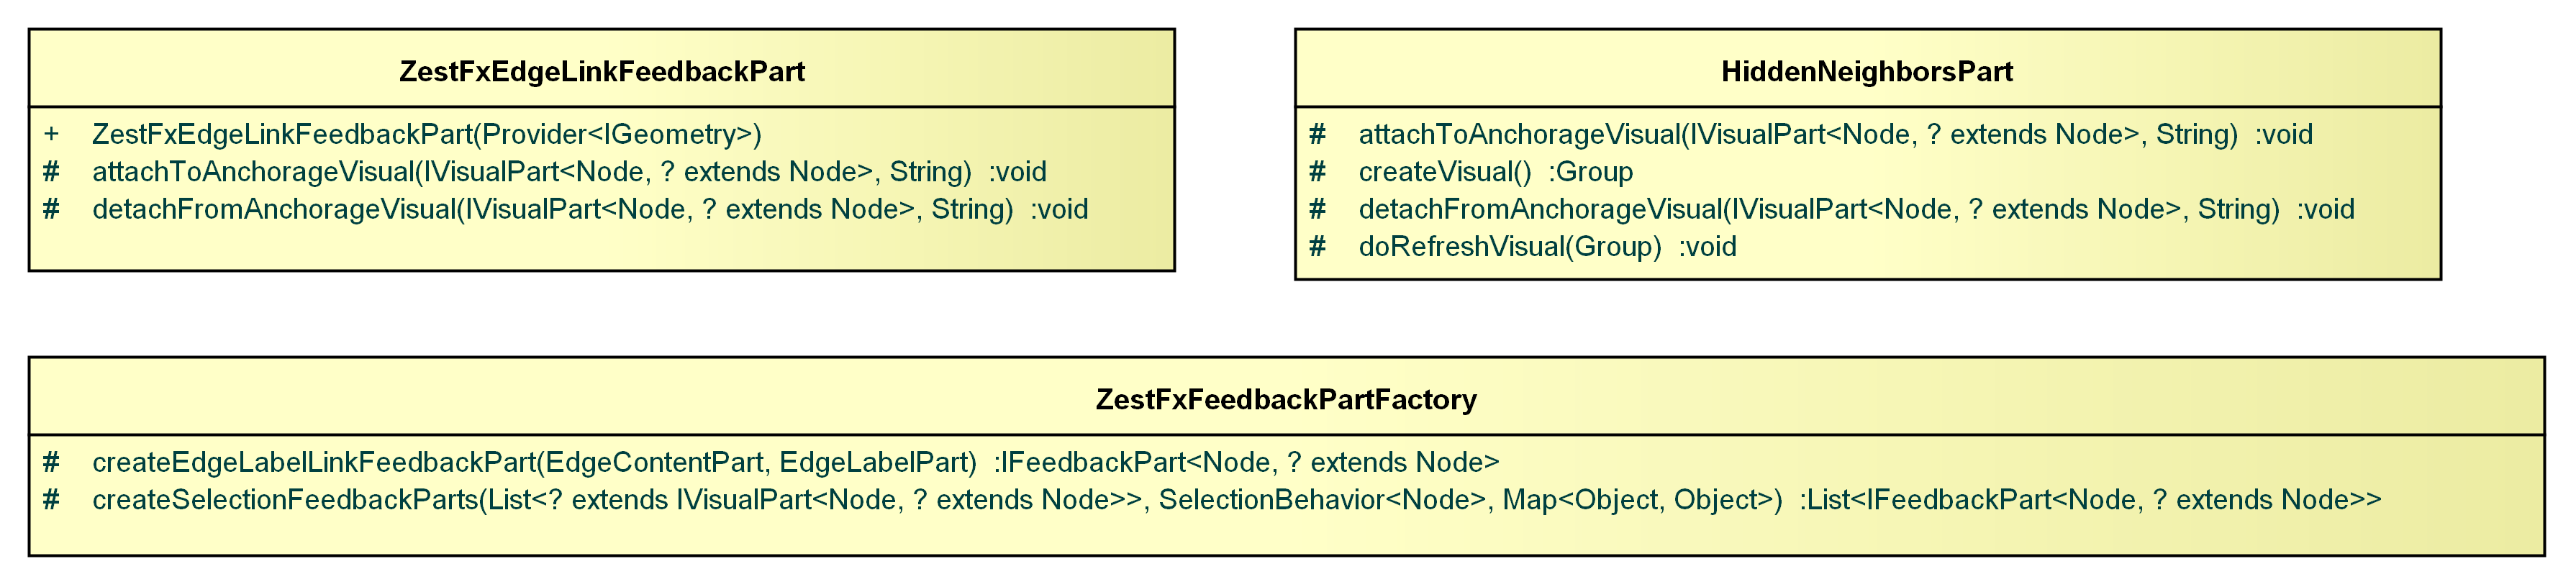 ZestFxEdgeLinkFeedbackPart
+ ZestFxEdgeLinkFeedbackPart(Provider<IGeometry>)
# attachToAnchorageVisual(IVisualPart<Node, ? extends Node>, String) :void
# detachFromAnchorageVisual(IVisualPart<Node, ? extends Node>, String) :void
HiddenNeighborsPart
# attachToAnchorageVisual(IVisualPart<Node, ? extends Node>, String) :void
# createVisual() :Group
# detachFromAnchorageVisual(IVisualPart<Node, ? extends Node>, String) :void
# doRefreshVisual(Group) :void
ZestFxFeedbackPartFactory
# createEdgeLabelLinkFeedbackPart(EdgeContentPart, EdgeLabelPart) :IFeedbackPart<Node, ? extends Node>
# createSelectionFeedbackParts(List<? extends IVisualPart<Node, ? extends Node>>, SelectionBehavior<Node>, Map<Object, Object>) :List<IFeedbackPart<Node, ? extends Node>>